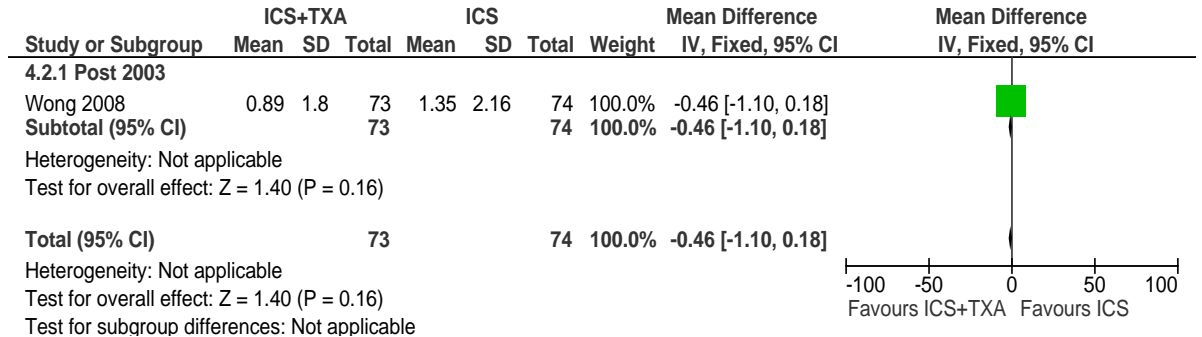 ICS+TXA ICS Mean Difference Mean Difference
Study or Subgroup Mean SD Total Mean SD Total Weight IV, Fixed, 95% CI IV, Fixed, 95% CI
4.2.1 Post 2003
Wong 2008 0.89 1.8 73 1.35 2.16 74 100.0% -0.46 [-1.10, 0.18]
Subtotal (95% CI) 73 74 100.0% -0.46 [-1.10, 0.18]
Heterogeneity: Not applicable
Test for overall effect: Z = 1.40 (P = 0.16)
Total (95% CI) 73 74 100.0% -0.46 [-1.10, 0.18]
Heterogeneity: Not applicable
Test for overall effect: Z = 1.40 (P = 0.16)
Test for subgroup differences: Not applicable
-100 -50 0 50 100
Favours ICS+TXA Favours ICS